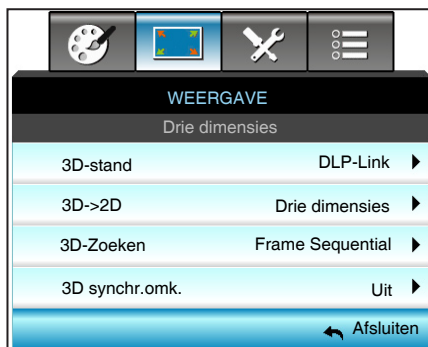 WEERGAVE
Drie dimensies
3D-stand DLP-Link
3D->2D Drie dimensies
3D-Zoeken Frame Sequential
3D synchr.omk. Uit
Afsluiten